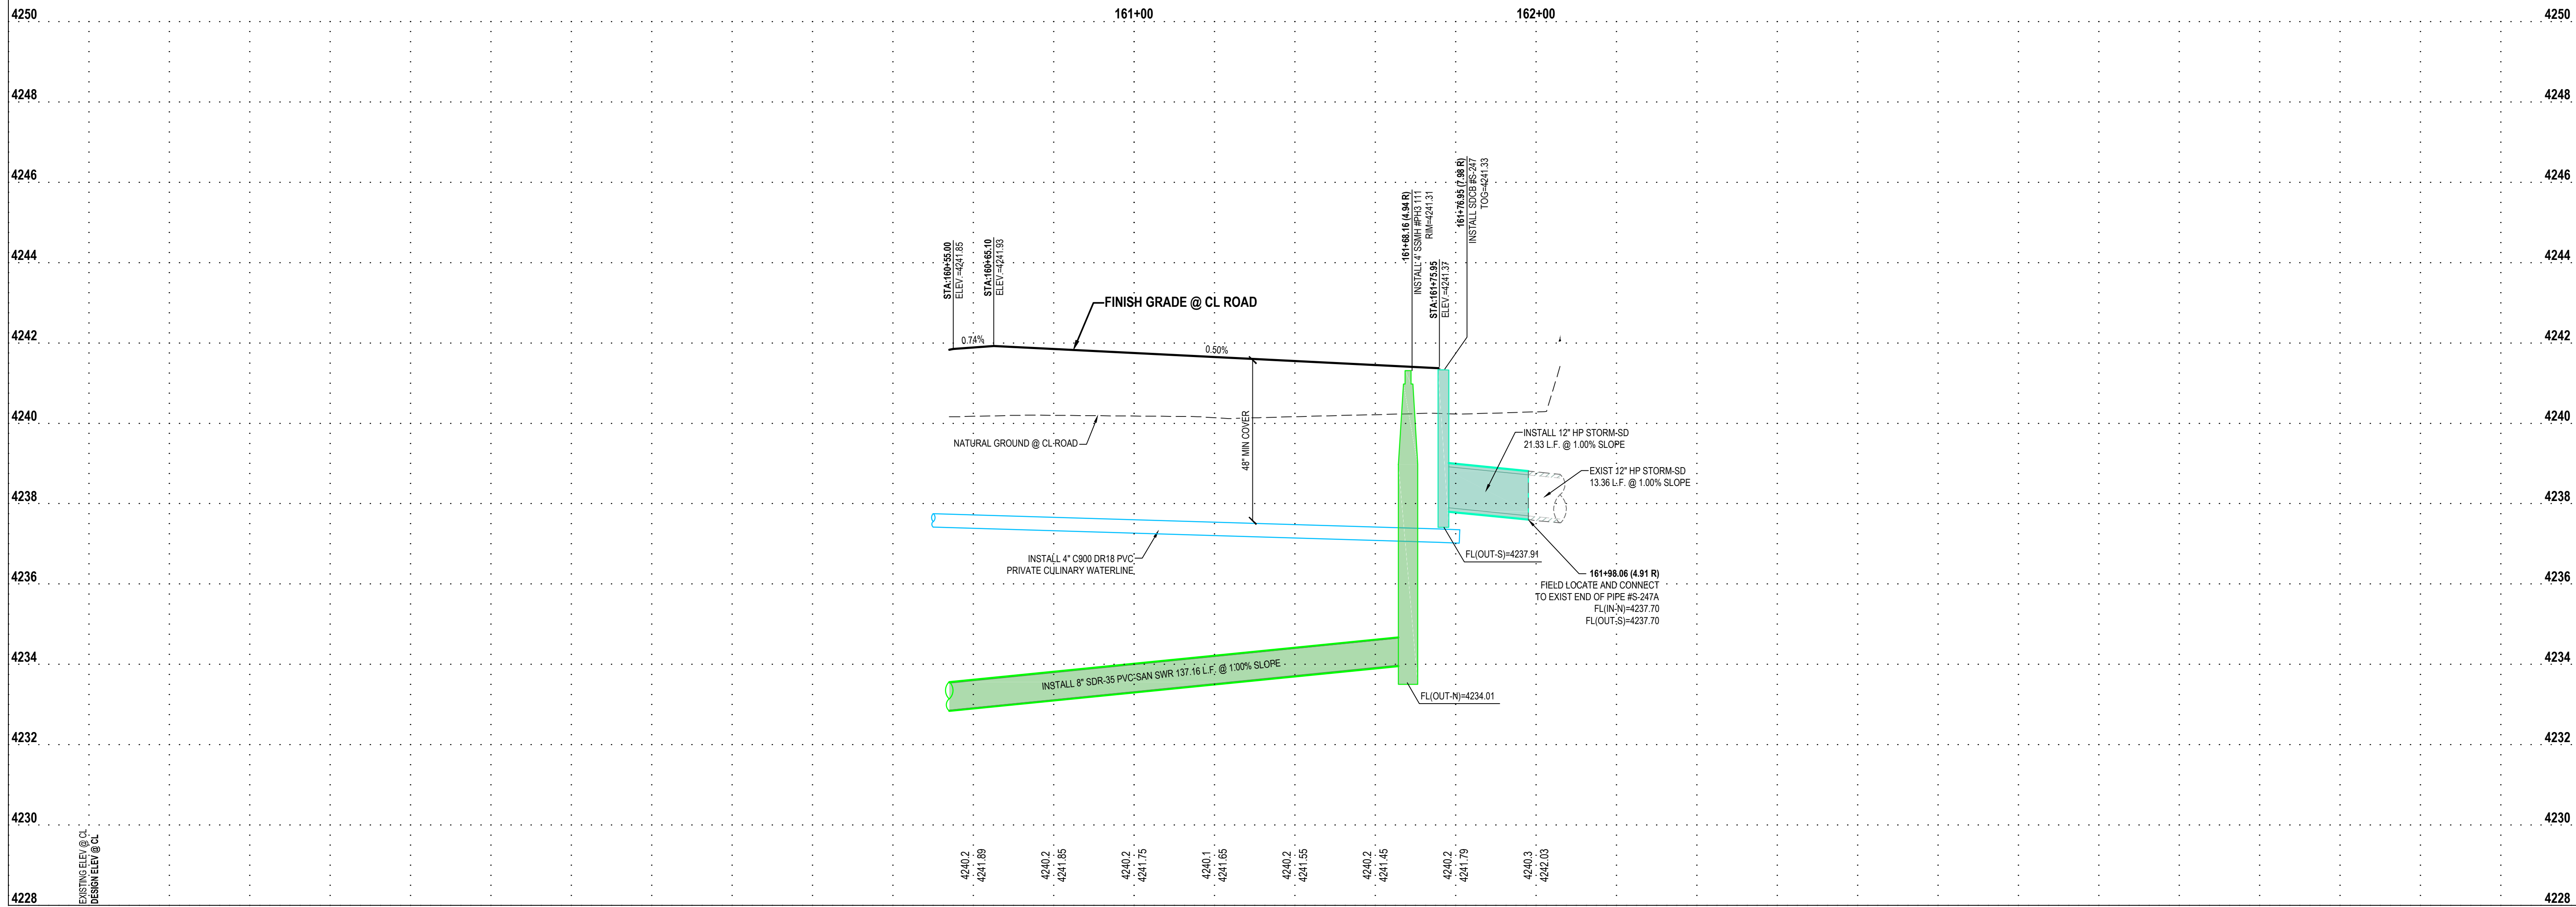 161+00
162+00
4250
4250
4248
4248
4246
4246
4244
4244
4242
4242
4240
4240
4238
4238
4236
4236
4234
4234
4232
4232
4230
4230
4228
4228
STA:160+55.00
ELEV.=4241.85
STA:160+65.10
ELEV.=4241.93
161+68.16 (4.94 R)
INSTALL 4' SSMH #PH3 111
RIM=4241.31
STA:161+75.95
ELEV.=4241.37
161+76.95 (7.98 R)
INSTALL SDCB #S-247
TOG=4241.33
FINISH GRADE @ CL ROAD
0.74%
0.50%
NATURAL GROUND @ CL ROAD
48" MIN COVER
INSTALL 12" HP STORM-SD
21.33 L.F. @ 1.00% SLOPE
EXIST 12" HP STORM-SD
13.36 L.F. @ 1.00% SLOPE
INSTALL 4" C900 DR18 PVC
PRIVATE CULINARY WATERLINE
FL(OUT-S)=4237.91
161+98.06 (4.91 R)
FIELD LOCATE AND CONNECT
TO EXIST END OF PIPE #S-247A
FL(IN-N)=4237.70
FL(OUT-S)=4237.70
INSTALL 8" SDR-35 PVC-SAN SWR 137.16 L.F. @ 1.00% SLOPE
FL(OUT-N)=4234.01
EXISTING ELEV @ CL
DESIGN ELEV @ CL
4240.2
4241.89
4240.2
4241.85
4240.2
4241.75
4240.1
4241.65
4240.2
4241.55
4240.2
4241.45
4240.2
4241.79
4240.3
4242.03